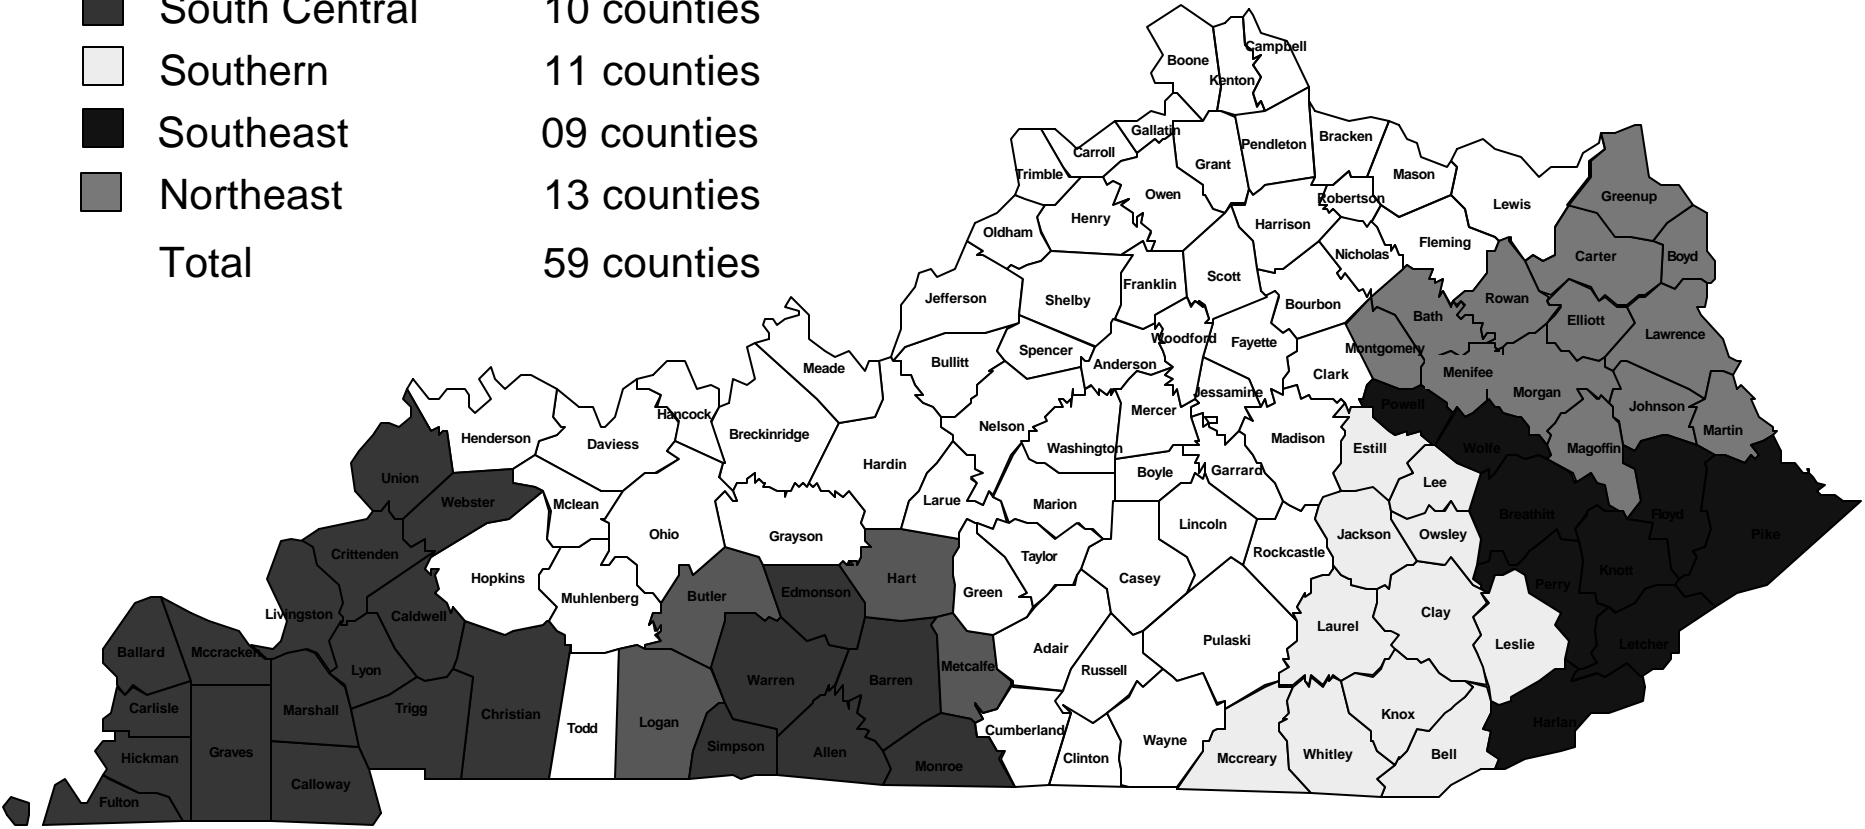 South Central 10 counties
Southern 11 counties
Southeast 09 counties
Northeast 13 counties
Total 59 counties
Campbell
Boone
Kenton
Gallatin
Bracken
Pendleton
Carroll
Grant
Trimble
Mason
Owen
Robertson
Greenup
Lewis
Henry
Harrison
Oldham
Fleming
Nicholas
Carter
Boyd
Scott
Franklin
Jefferson
Shelby
Bourbon
Rowan
Bath
Elliott
Lawrence
Woodford
Fayette
Montgomery
Spencer
Bullitt
Anderson
Meade
Clark
Menifee
Jessamine
Morgan
Powell
Johnson
Mercer
Hancock
Nelson
Martin
Breckinridge
Henderson
Madison
Daviess
Washington
Estill
Wolfe
Magoffin
Hardin
Boyle
Garrard
Union
Lee
Larue
Webster
Mclean
Marion
Breathitt
Floyd
Lincoln
Ohio
Grayson
Jackson
Owsley
Pike
Crittenden
Taylor
Rockcastle
Knott
Hopkins
Hart
Casey
Perry
Green
Edmonson
Butler
Muhlenberg
Livingston
Caldwell
Clay
Laurel
Pulaski
Leslie
Letcher
Adair
Ballard
Mccracken
Metcalfe
Lyon
Russell
Warren
Barren
Carlisle
Marshall
Trigg
Christian
Knox
Logan
Harlan
Todd
Cumberland
Wayne
Simpson
Graves
Allen
Whitley
Bell
Hickman
Clinton
Mccreary
Monroe
Calloway
Fulton